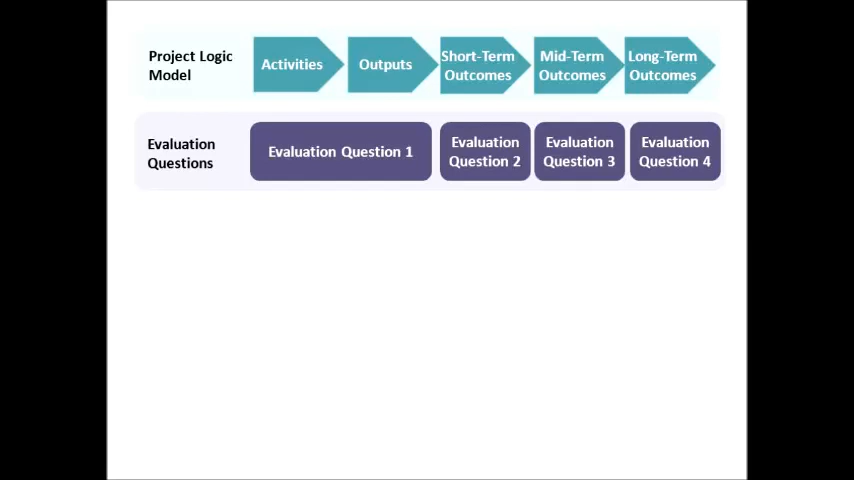 Project Logic
Model
Activities
Outputs
Short-Term
Outcomes
Mid-Term
Outcomes
Long-Term
Outcomes
Evaluation
Questions
Evaluation Question 1
Evaluation
Question 2
Evaluation
Question 3
Evaluation
Question 4